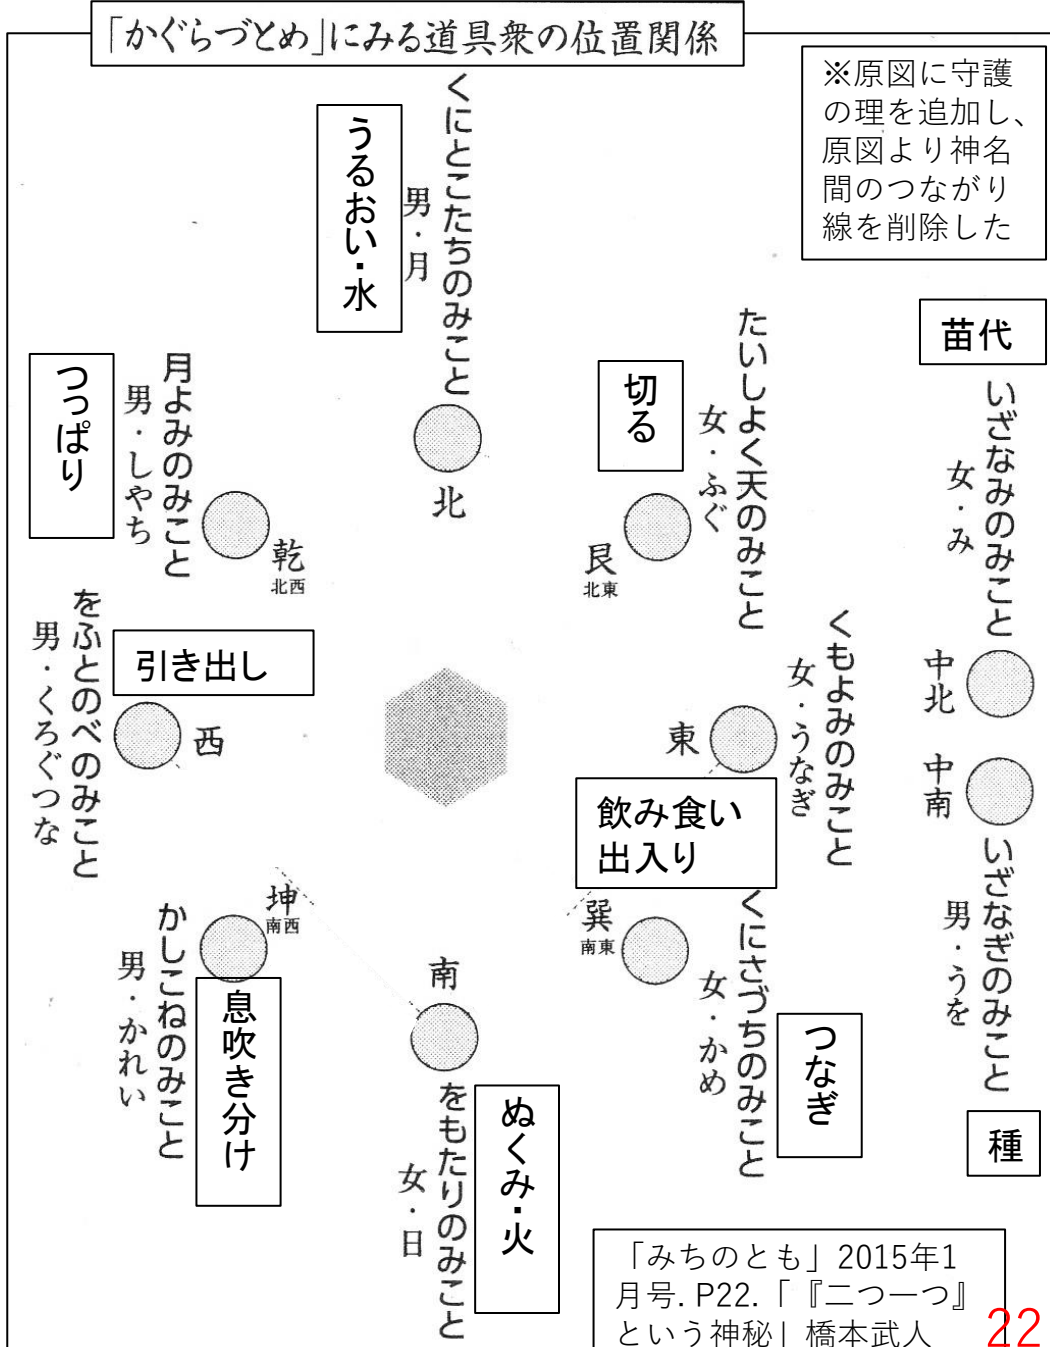 「かぐらづとめ」にみる道具衆の位置関係
※原図に守護
の理を追加し、
原図より神名
間のつながり
線を削除した
くにとこたちのみこと
男・月
うるおい・水
北
たいしよく天のみこと
女・ふぐ
切る
艮
北東
苗代
いざなみのみこと
女・み
中北
月よみのみこと
男・しやち
つっぱり
乾
北西
をふとのべのみこと
男・くろぐつな
引き出し
西
くもよみのみこと
女・うなぎ
東
飲み食い
出入り
中南
いざなぎのみこと
男・うを
種
かしこねのみこと
男・かれい
坤
南西
息吹き分け
南
をもたりのみこと
女・日
ぬくみ・火
巽
南東
くにさづちのみこと
女・かめ
つなぎ
「みちのとも」2015年1
月号. P22.「『二つ一つ』
という神秘」橋本武人
22